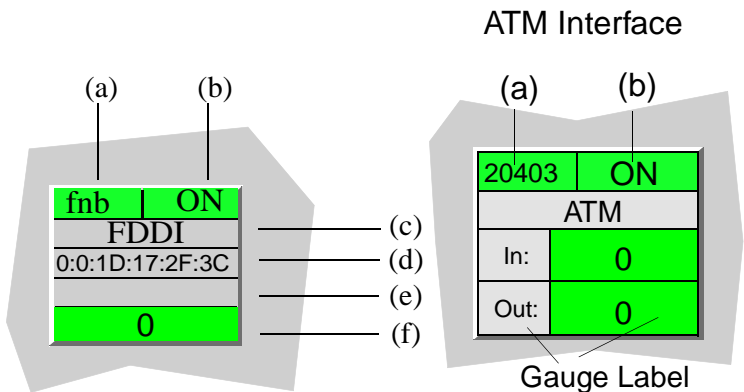 ATM Interface
(a) (b)
fnb ON
FDDI
0:0:1D:17:2F:3C
0
(c)
(d)
(e)
(f)
(a) (b)
20403 ON
ATM
In: 0
Out: 0
Gauge Label